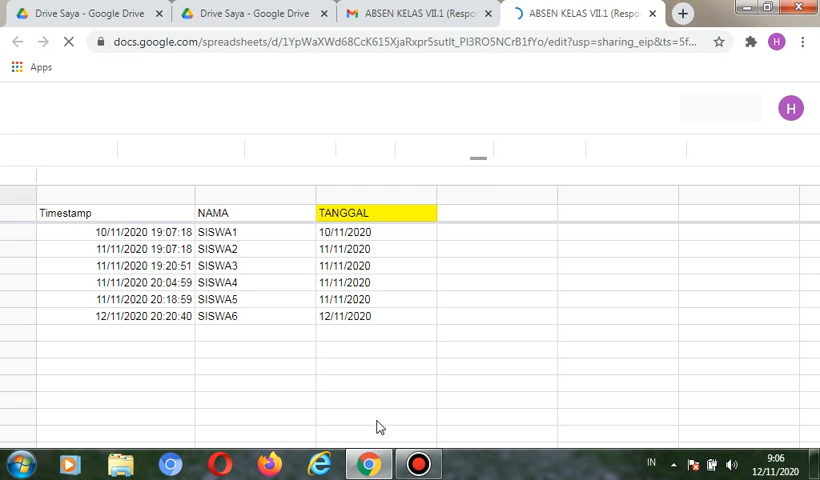 Drive Saya - Google Drive
Drive Saya - Google Drive
ABSEN KELAS VII.1 (Respo
ABSEN KELAS VII.1 (Respo
docs.google.com/spreadsheets/d/1YpWaXWd68CcK615XjaRxpr5sutIt_PI3RO5NCrB1fYo/edit?usp=sharing_eip&ts=5f...
H
Apps
H
Timestamp NAMA TANGGAL
10/11/2020 19:07:18 SISWA1 10/11/2020
11/11/2020 19:07:18 SISWA2 11/11/2020
11/11/2020 19:20:51 SISWA3 11/11/2020
11/11/2020 20:04:59 SISWA4 11/11/2020
11/11/2020 20:18:59 SISWA5 11/11/2020
12/11/2020 20:20:40 SISWA6 12/11/2020
IN
9:06
12/11/2020